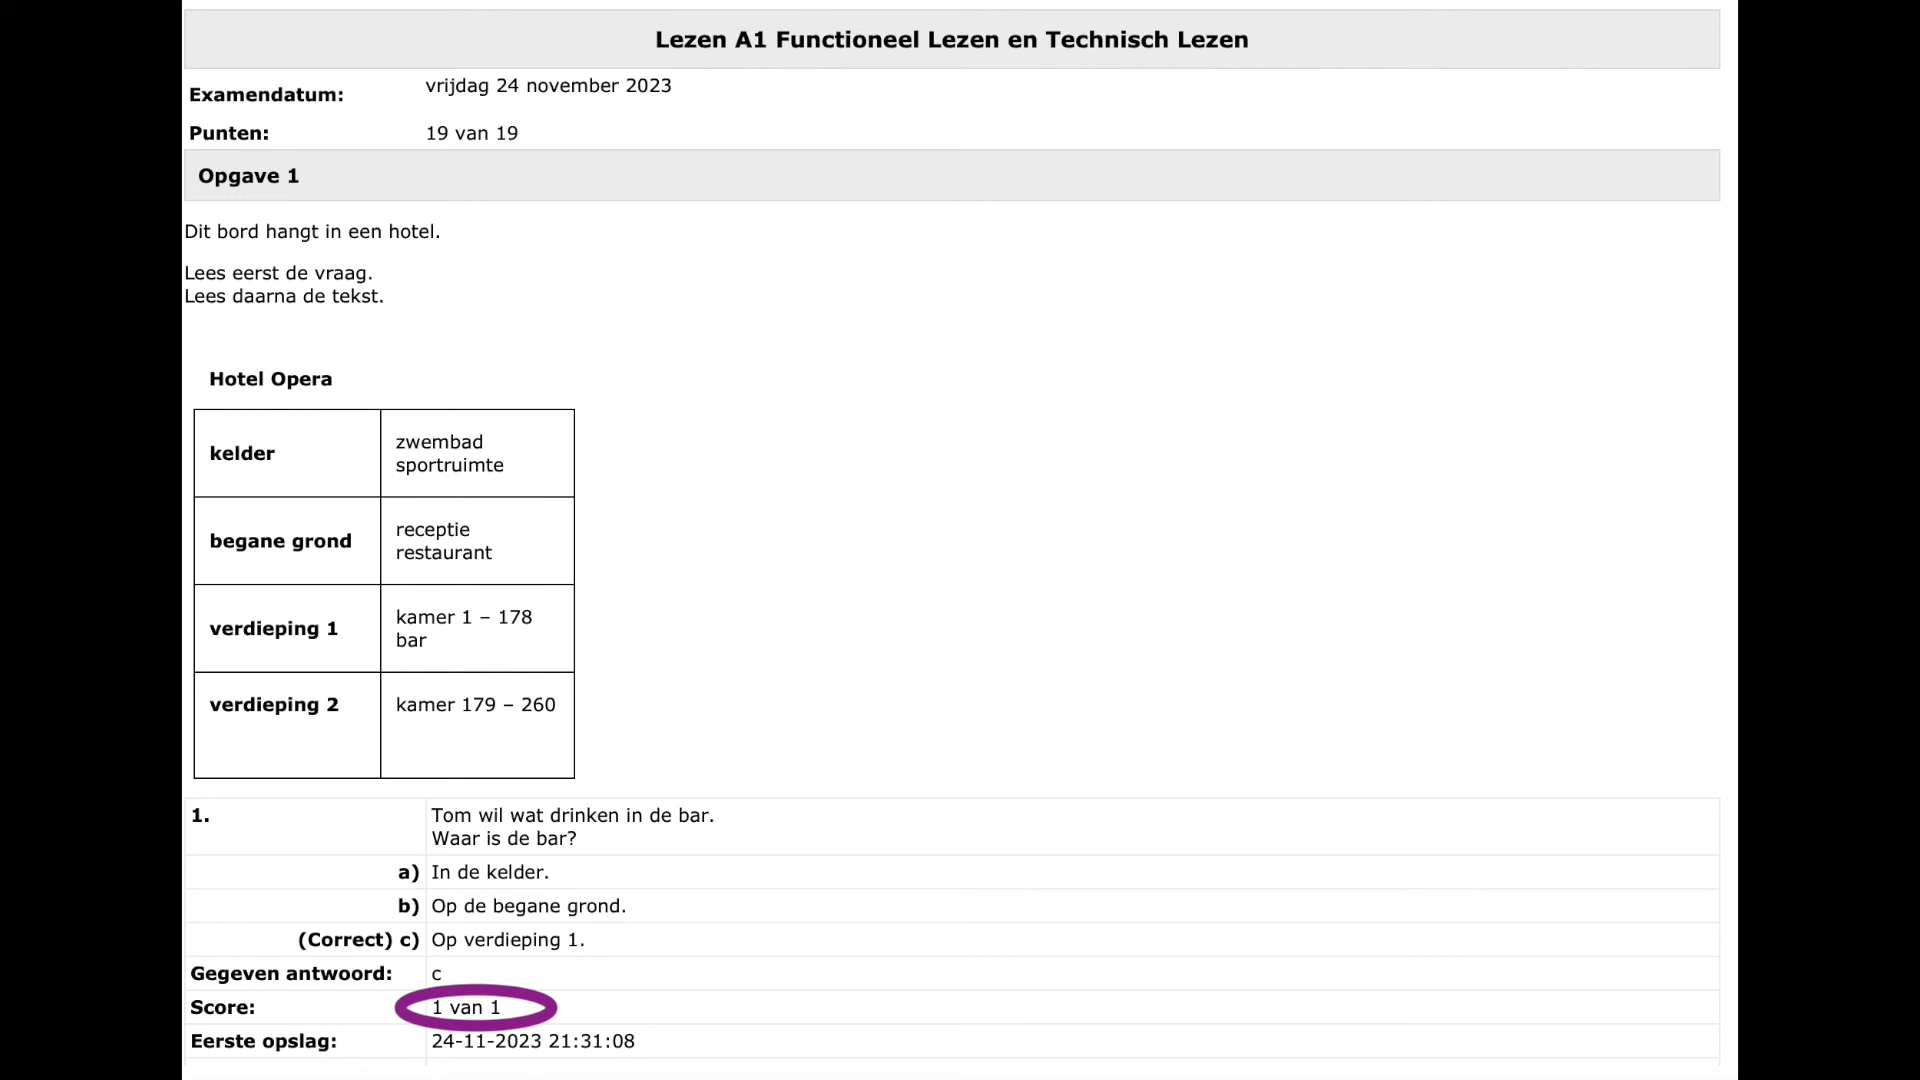 Lezen A1 Functioneel Lezen en Technisch Lezen
Examendatum: vrijdag 24 november 2023
Punten: 19 van 19
Opgave 1
Dit bord hangt in een hotel.
Lees eerst de vraag.
Lees daarna de tekst.
Hotel Opera
kelder
zwembad
sportruimte
begane grond
receptie
restaurant
verdieping 1
kamer 1 – 178
bar
verdieping 2
kamer 179 – 260
1. Tom wil wat drinken in de bar.
Waar is de bar?
a) In de kelder.
b) Op de begane grond.
(Correct) c) Op verdieping 1.
Gegeven antwoord: c
Score: 1 van 1
Eerste opslag: 24-11-2023 21:31:08